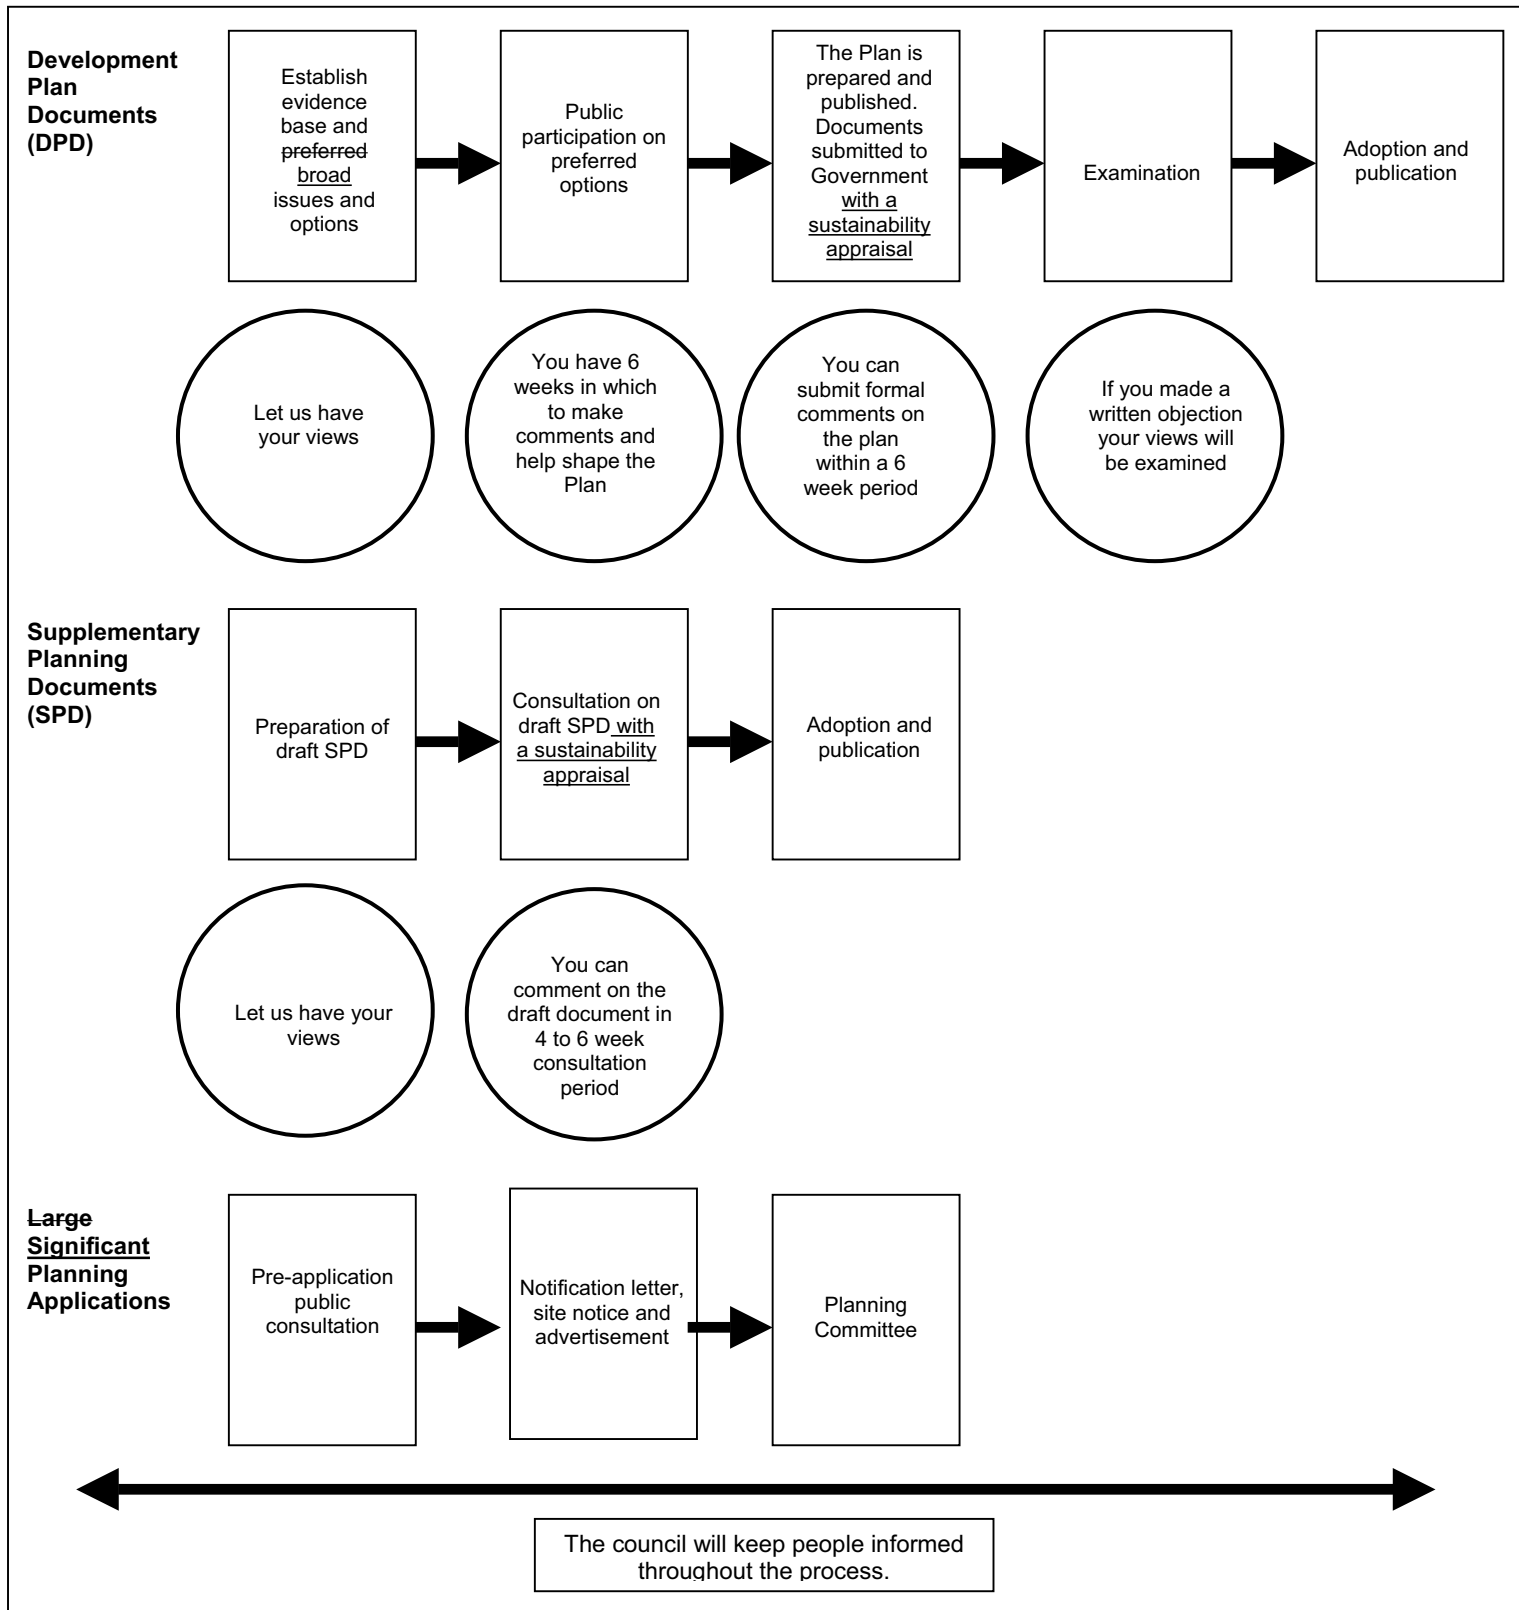 Development
Plan
Documents
(DPD)
Establish
evidence
base and
preferred
broad
issues and
options
Public
participation on
preferred
options
The Plan is
prepared and
published.
Documents
submitted to
Government
with a
sustainability
appraisal
Examination
Adoption and
publication
Let us have
your views
You have 6
weeks in which
to make
comments and
help shape the
Plan
You can
submit formal
comments on
the plan
within a 6
week period
If you made a
written objection
your views will
be examined
Supplementary
Planning
Documents
(SPD)
Preparation of
draft SPD
Consultation on
draft SPD with
a sustainability
appraisal
Adoption and
publication
Let us have your
views
You can
comment on the
draft document in
4 to 6 week
consultation
period
Large
Significant
Planning
Applications
Pre-application
public
consultation
Notification letter,
site notice and
advertisement
Planning
Committee
The council will keep people informed
throughout the process.